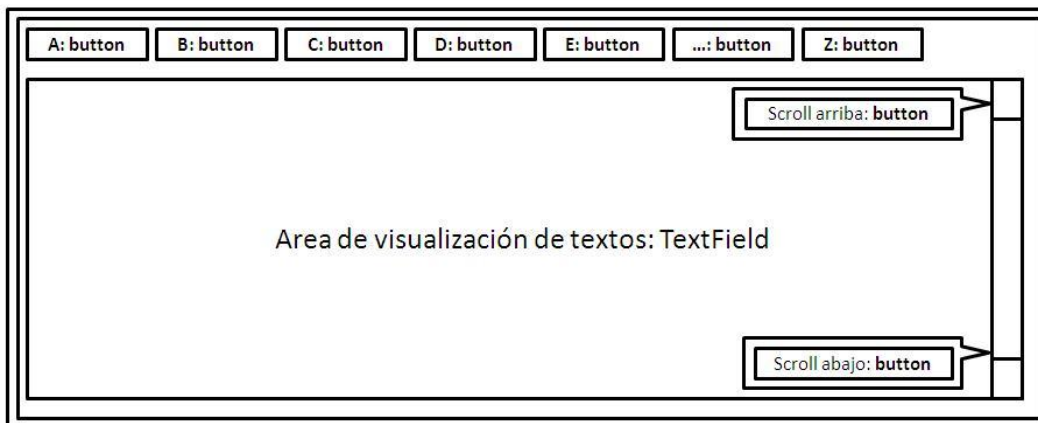 A: button
B: button
C: button
D: button
E: button
...: button
Z: button
Scroll arriba: button
Area de visualización de textos: TextField
Scroll abajo: button